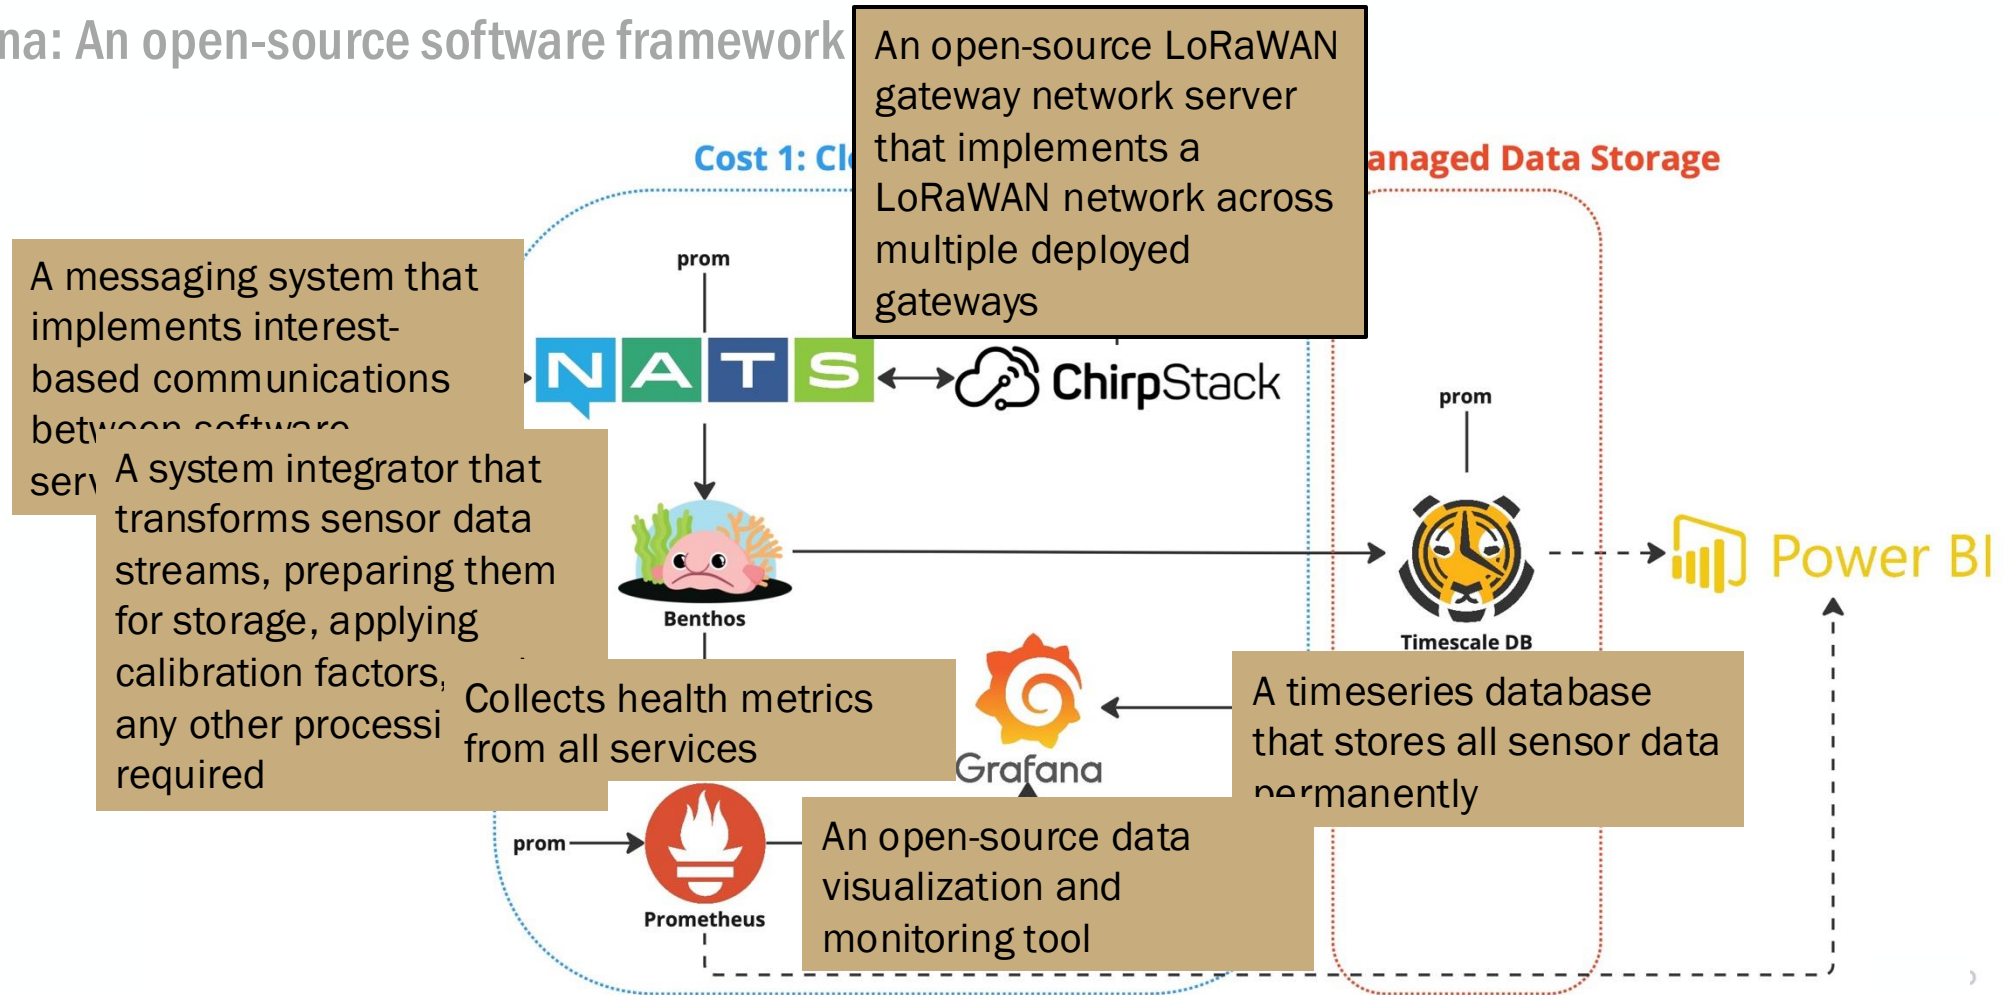 na: An open-source software framework
An open-source LoRaWAN
gateway network server
that implements a
LoRaWAN network across
multiple deployed
gateways
Cost 1: Cl
anaged Data Storage
prom
A messaging system that
implements interest-
based communications
between software
serv
NATS
ChirpStack
prom
A system integrator that
transforms sensor data
streams, preparing them
for storage, applying
calibration factors,
any other processi
required
Benthos
Timescale DB
Power BI
Collects health metrics
from all services
Grafana
A timeseries database
that stores all sensor data
permanently
prom
Prometheus
An open-source data
visualization and
monitoring tool